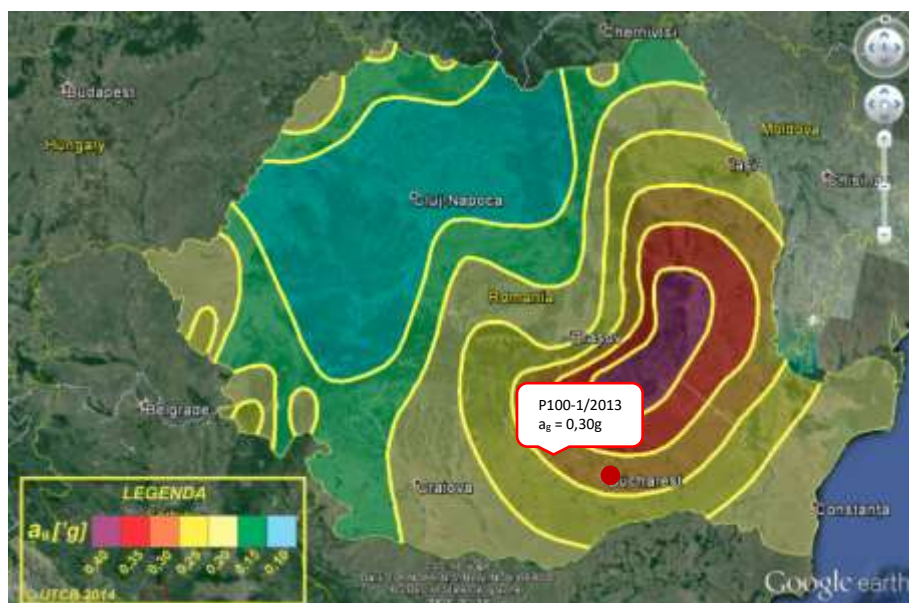 Chernivtsi
Budapest
Hungary
Moldova
Iasi
Cluj-Napoca
Romania
Brasov
P100-1/2013
ag = 0,30g
Belgrade
Craiova
Bucharest
Constanța
LEGENDA
ag ['g]
0,40 0,35 0,30 0,25 0,20 0,15 0,10
© UTCB 2014
Google earth